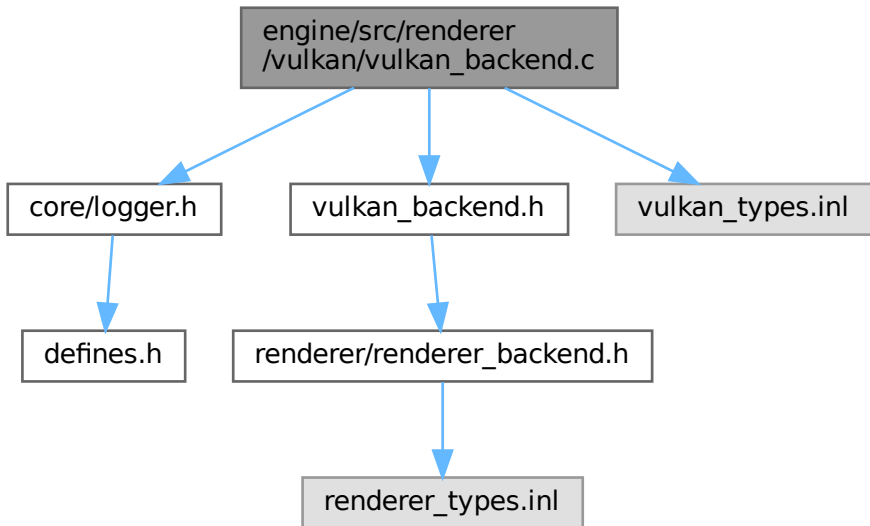 engine/src/renderer
/vulkan/vulkan_backend.c
core/logger.h
vulkan_backend.h
vulkan_types.inl
defines.h
renderer/renderer_backend.h
renderer_types.inl